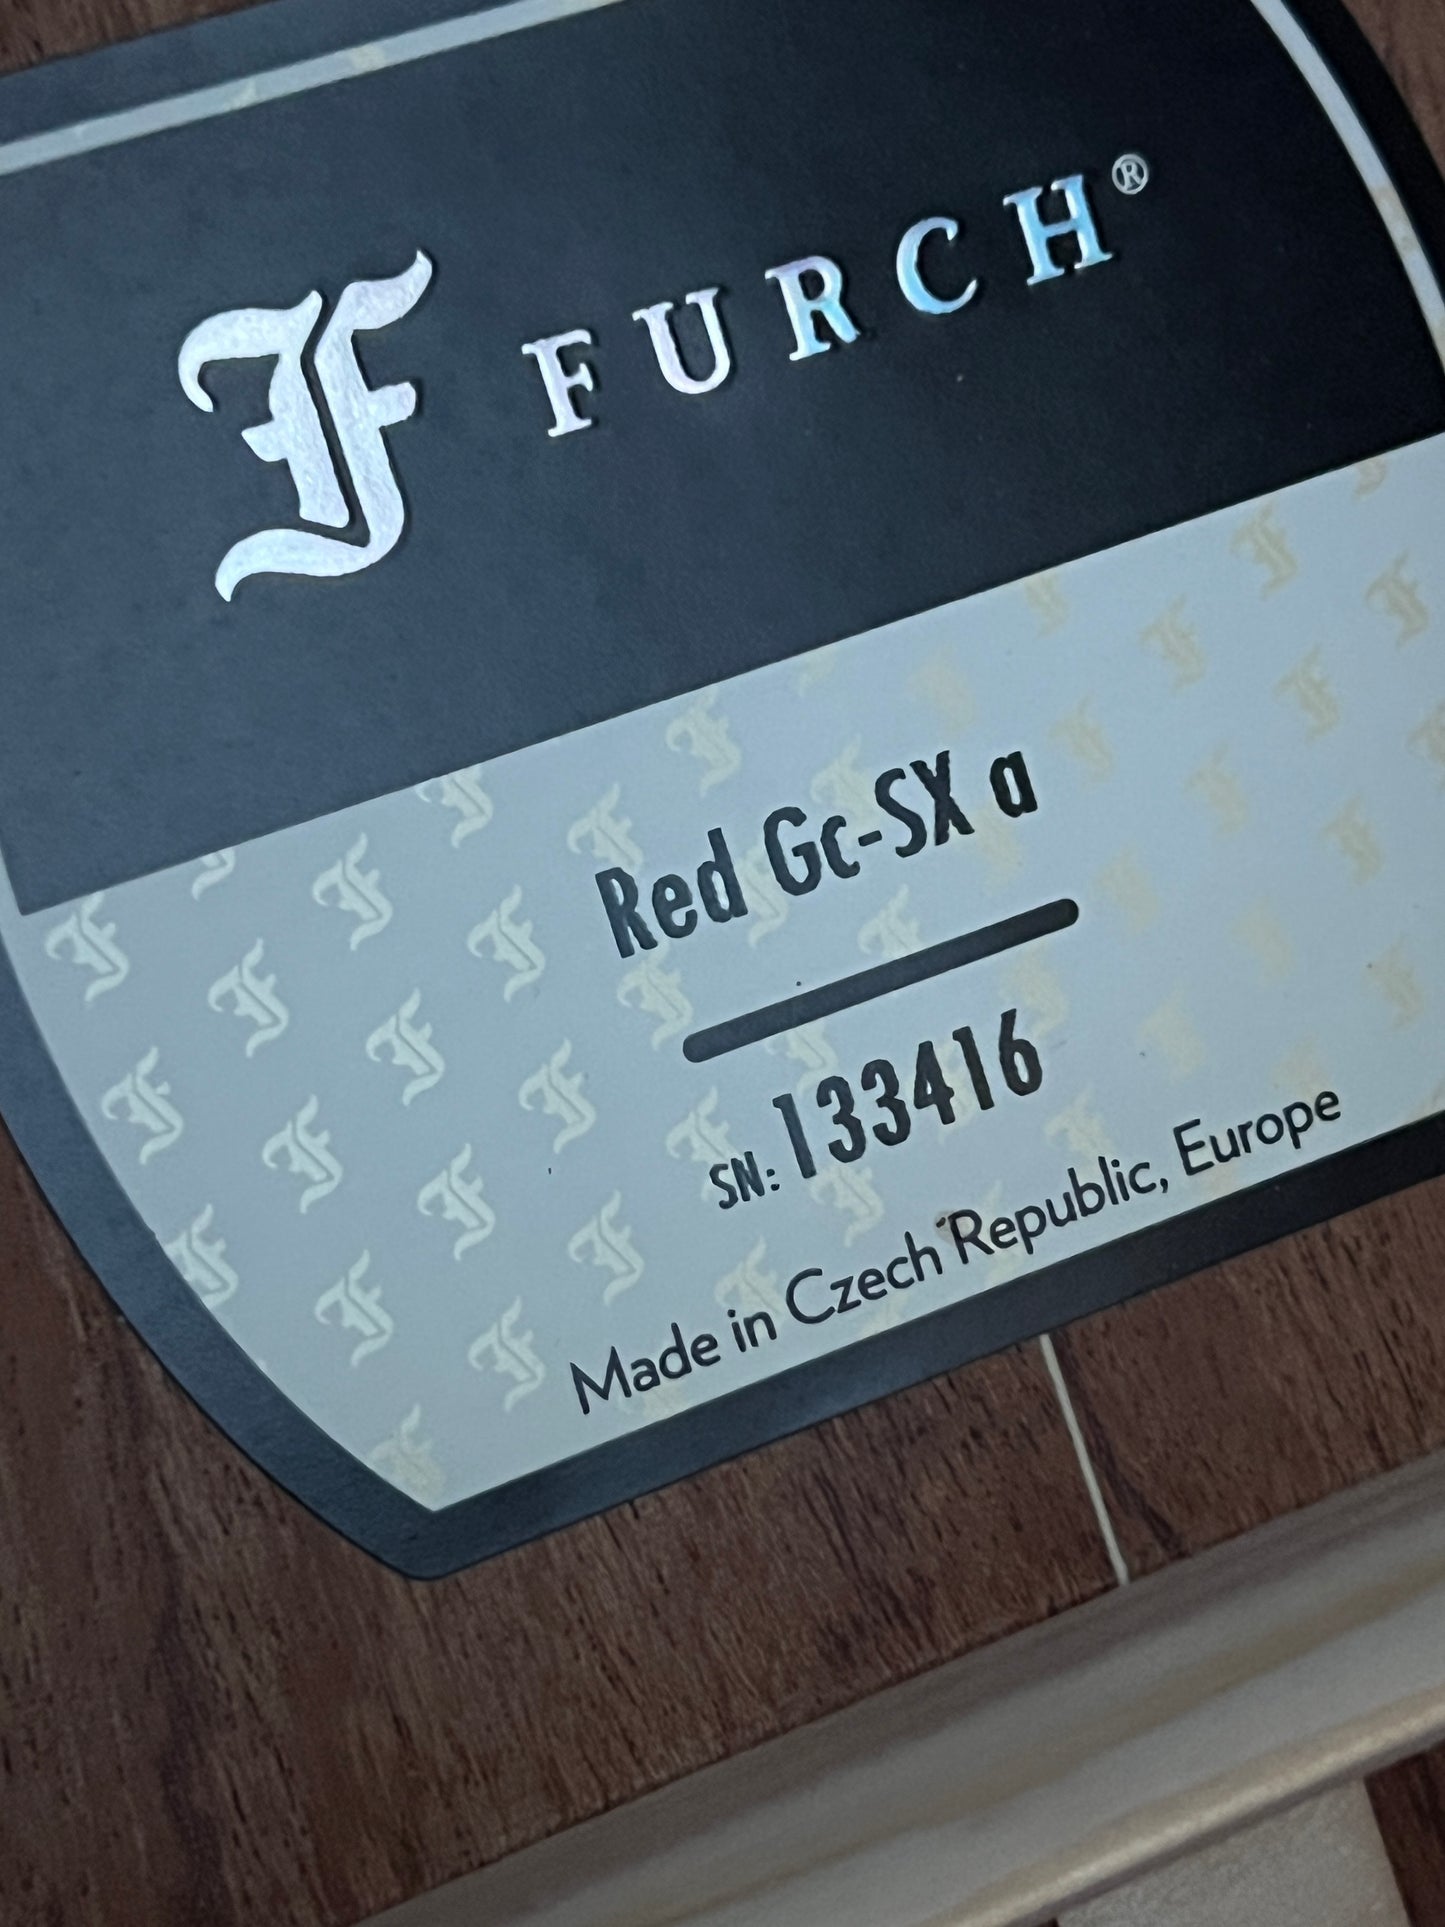 F FURCH®
Red Gc-SX a
SN: 133416
Made in Czech Republic, Europe